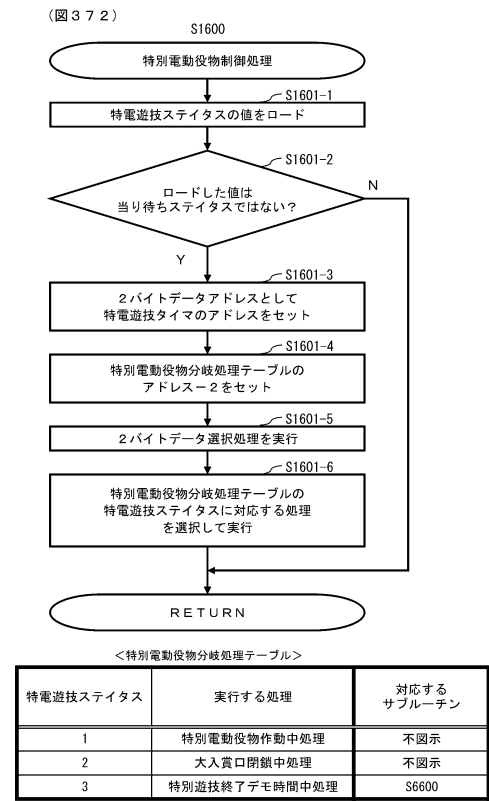 （図３７２）
S1600
特別電動役物制御処理
S1601-1
特電遊技ステイタスの値をロード
S1601-2
ロードした値は
当り待ちステイタスではない？
N
Y
S1601-3
２バイトデータアドレスとして
特電遊技タイマのアドレスをセット
S1601-4
特別電動役物分岐処理テーブルの
アドレス－２をセット
S1601-5
２バイトデータ選択処理を実行
S1601-6
特別電動役物分岐処理テーブルの
特電遊技ステイタスに対応する処理
を選択して実行
ＲＥＴＵＲＮ
＜特別電動役物分岐処理テーブル＞
特電遊技ステイタス 実行する処理 対応する
サブルーチン
1 特別電動役物作動中処理 不図示
2 大入賞口閉鎖中処理 不図示
3 特別遊技終了デモ時間中処理 S6600